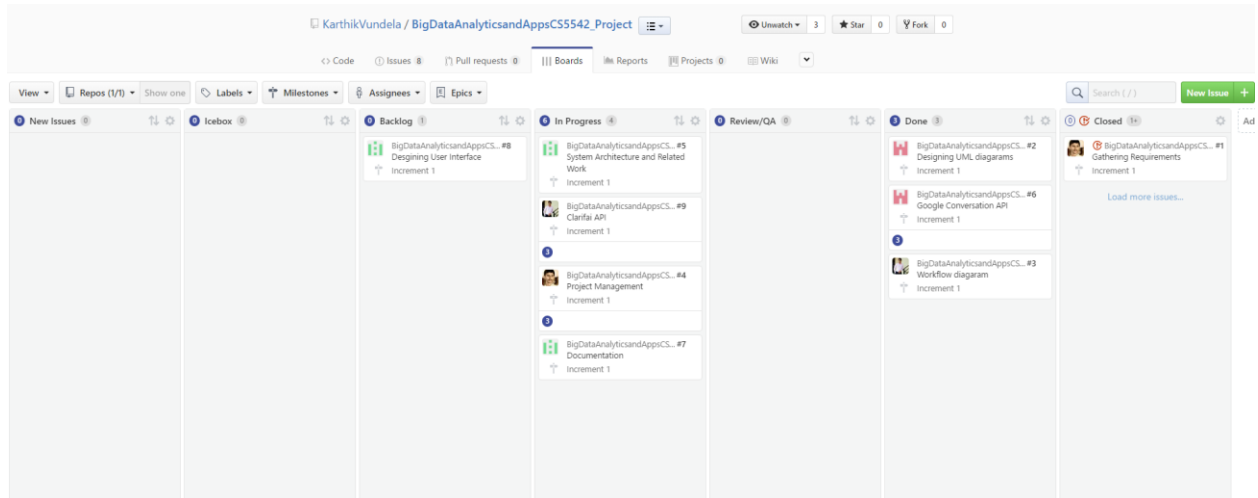 KarthikVundela / BigDataAnalyticsandAppsCS5542_Project
Unwatch 3 Star 0 Fork 0
Code Issues 8 Pull requests 0 Boards Reports Projects 0 Wiki
View Repos (1/1) Show one Labels Milestones Assignees Epics Search ( / ) New Issue +
0 New Issues 0
0 Icebox 0
0 Backlog 1
BigDataAnalyticsandAppsCS... #8
Desgining User Interface
Increment 1
6 In Progress 4
BigDataAnalyticsandAppsCS... #5
System Architecture and Related
Work
Increment 1
BigDataAnalyticsandAppsCS... #9
Clarifai API
Increment 1
3
BigDataAnalyticsandAppsCS... #4
Project Management
Increment 1
3
BigDataAnalyticsandAppsCS... #7
Documentation
Increment 1
0 Review/QA 0
3 Done 3
BigDataAnalyticsandAppsCS... #2
Designing UML diagarams
Increment 1
BigDataAnalyticsandAppsCS... #6
Google Conversation API
Increment 1
3
BigDataAnalyticsandAppsCS... #3
Workflow diagaram
Increment 1
0 Closed 1+
BigDataAnalyticsandAppsCS... #1
Gathering Requirements
Increment 1
Load more issues...
Ad